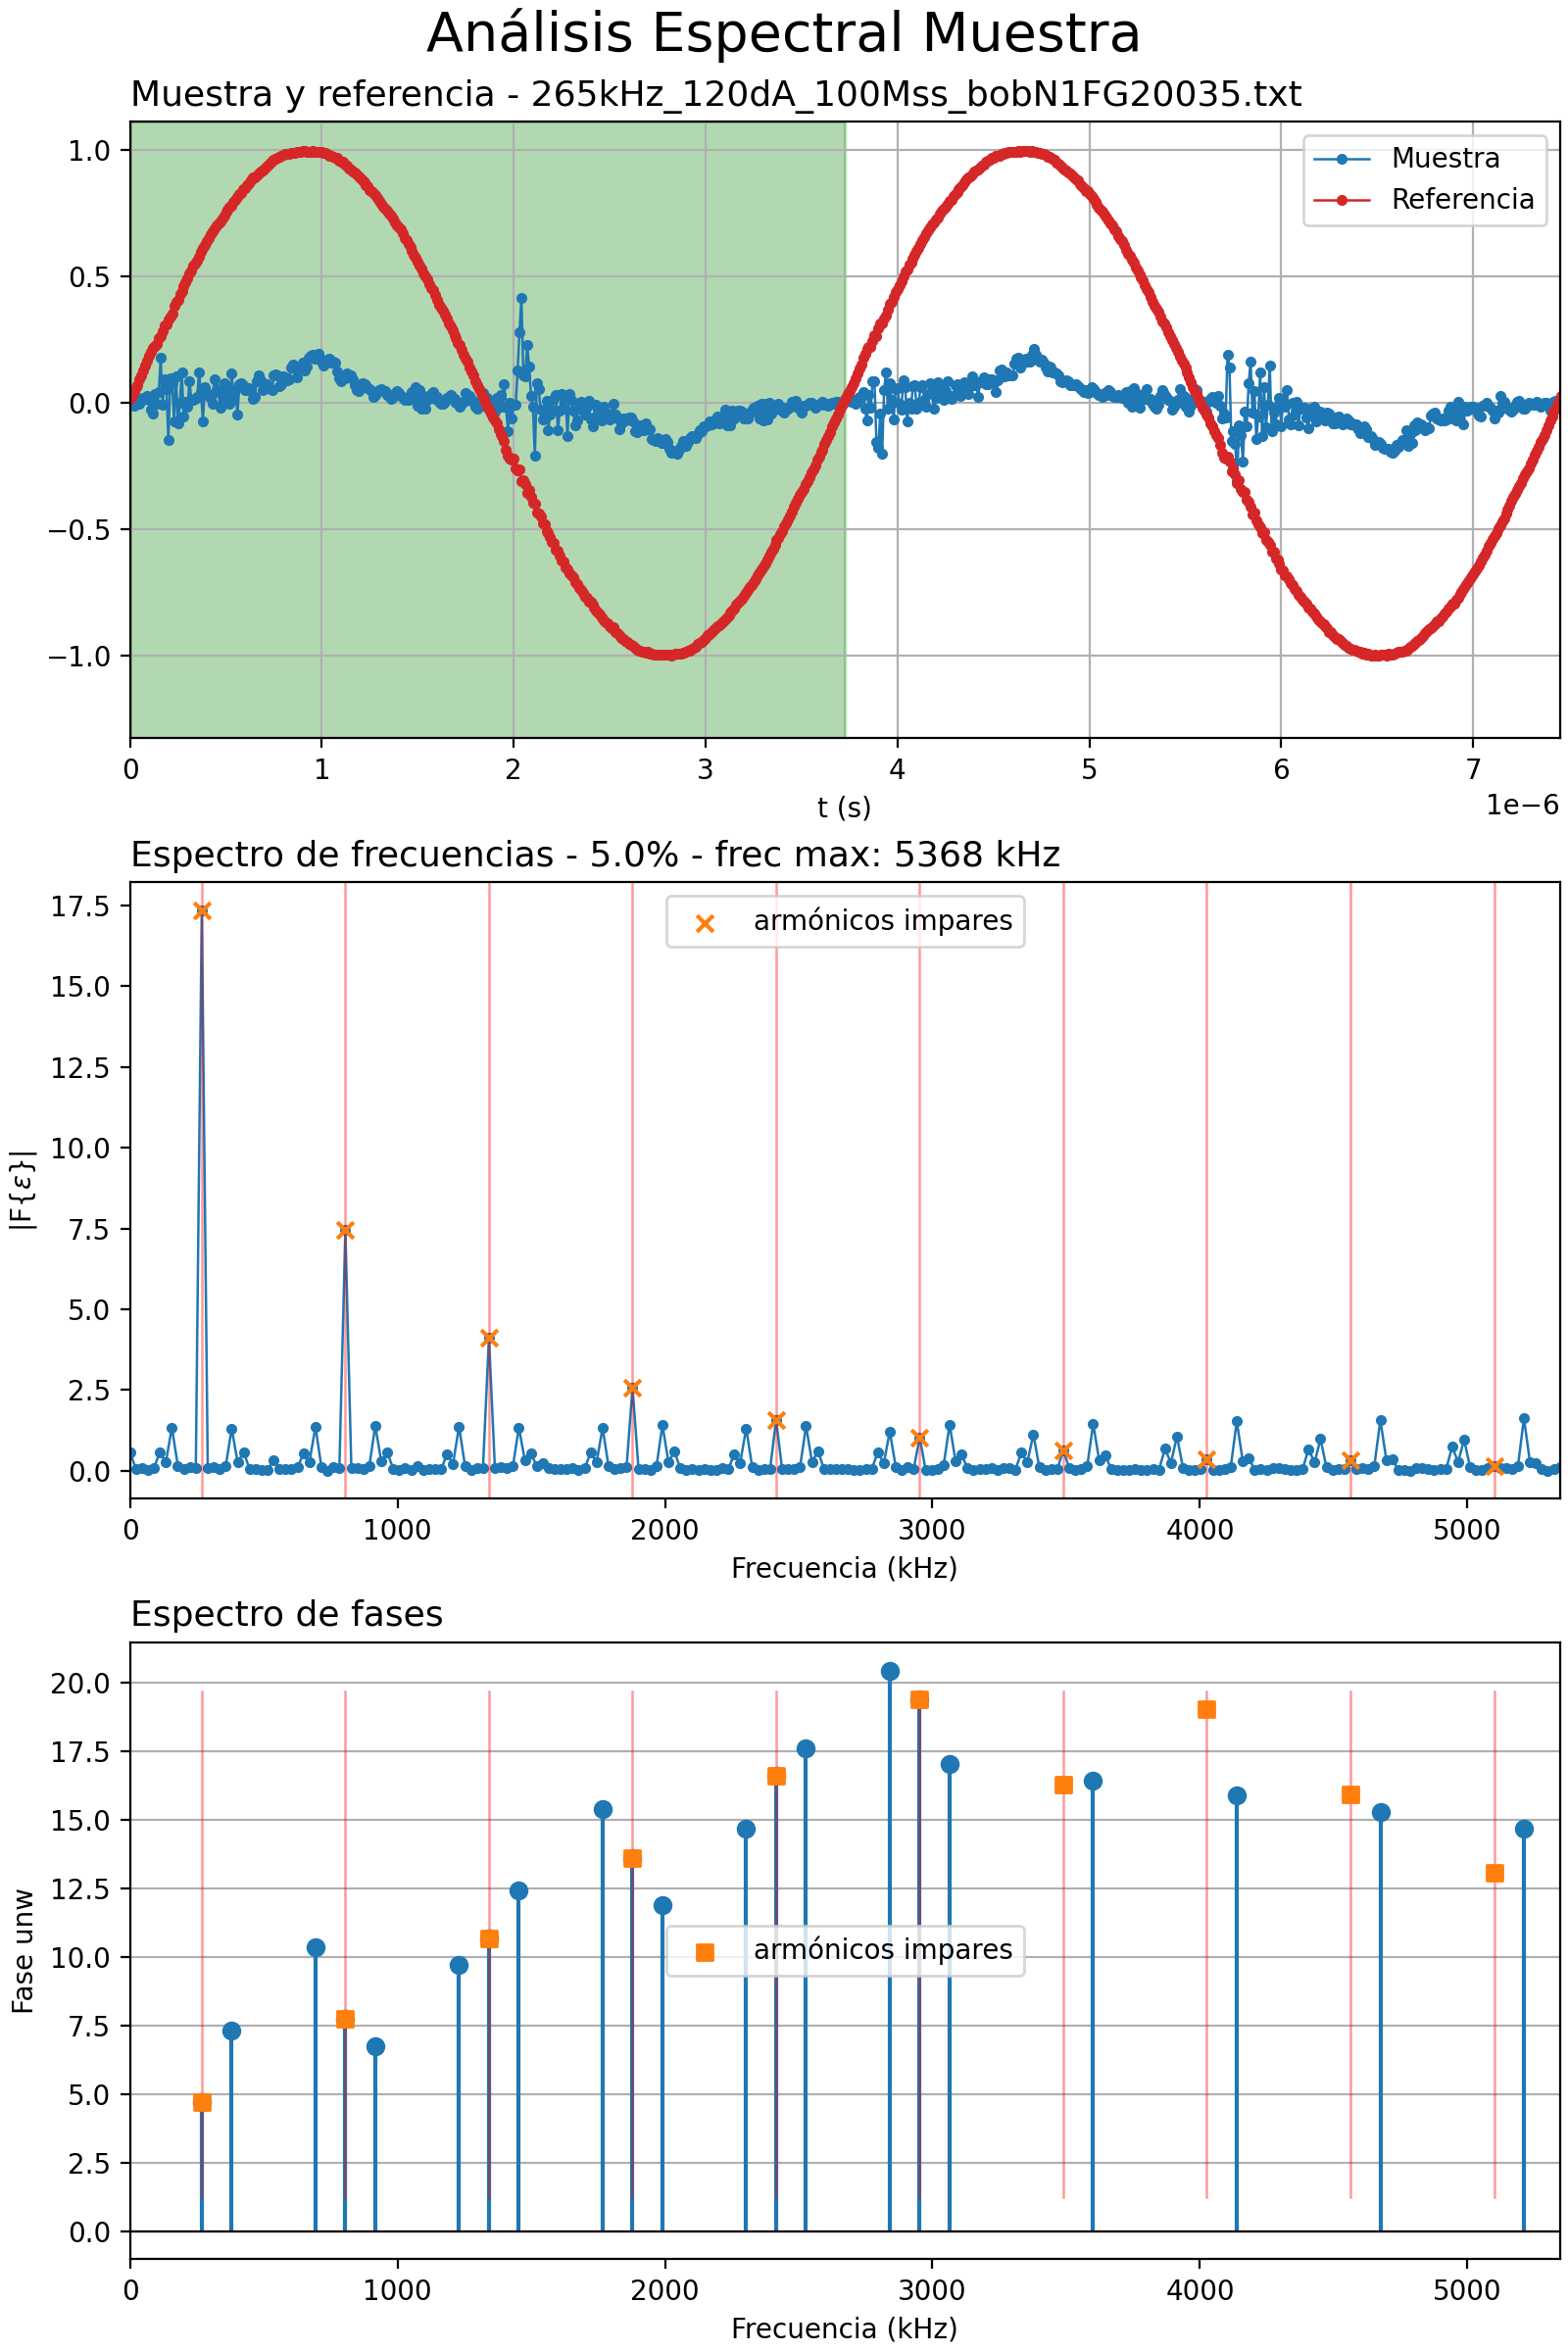 Análisis Espectral Muestra
Muestra y referencia - 265kHz_120dA_100Mss_bobN1FG20035.txt
1.0
0.5
0.0
−0.5
−1.0
Muestra
Referencia
0 1 2 3 4 5 6 7
t (s)
1e−6
Espectro de frecuencias - 5.0% - frec max: 5368 kHz
17.5
15.0
12.5
10.0
7.5
5.0
2.5
0.0
|F{ε}|
armónicos impares
0 1000 2000 3000 4000 5000
Frecuencia (kHz)
Espectro de fases
20.0
17.5
15.0
12.5
10.0
7.5
5.0
2.5
0.0
Fase unw
armónicos impares
0 1000 2000 3000 4000 5000
Frecuencia (kHz)